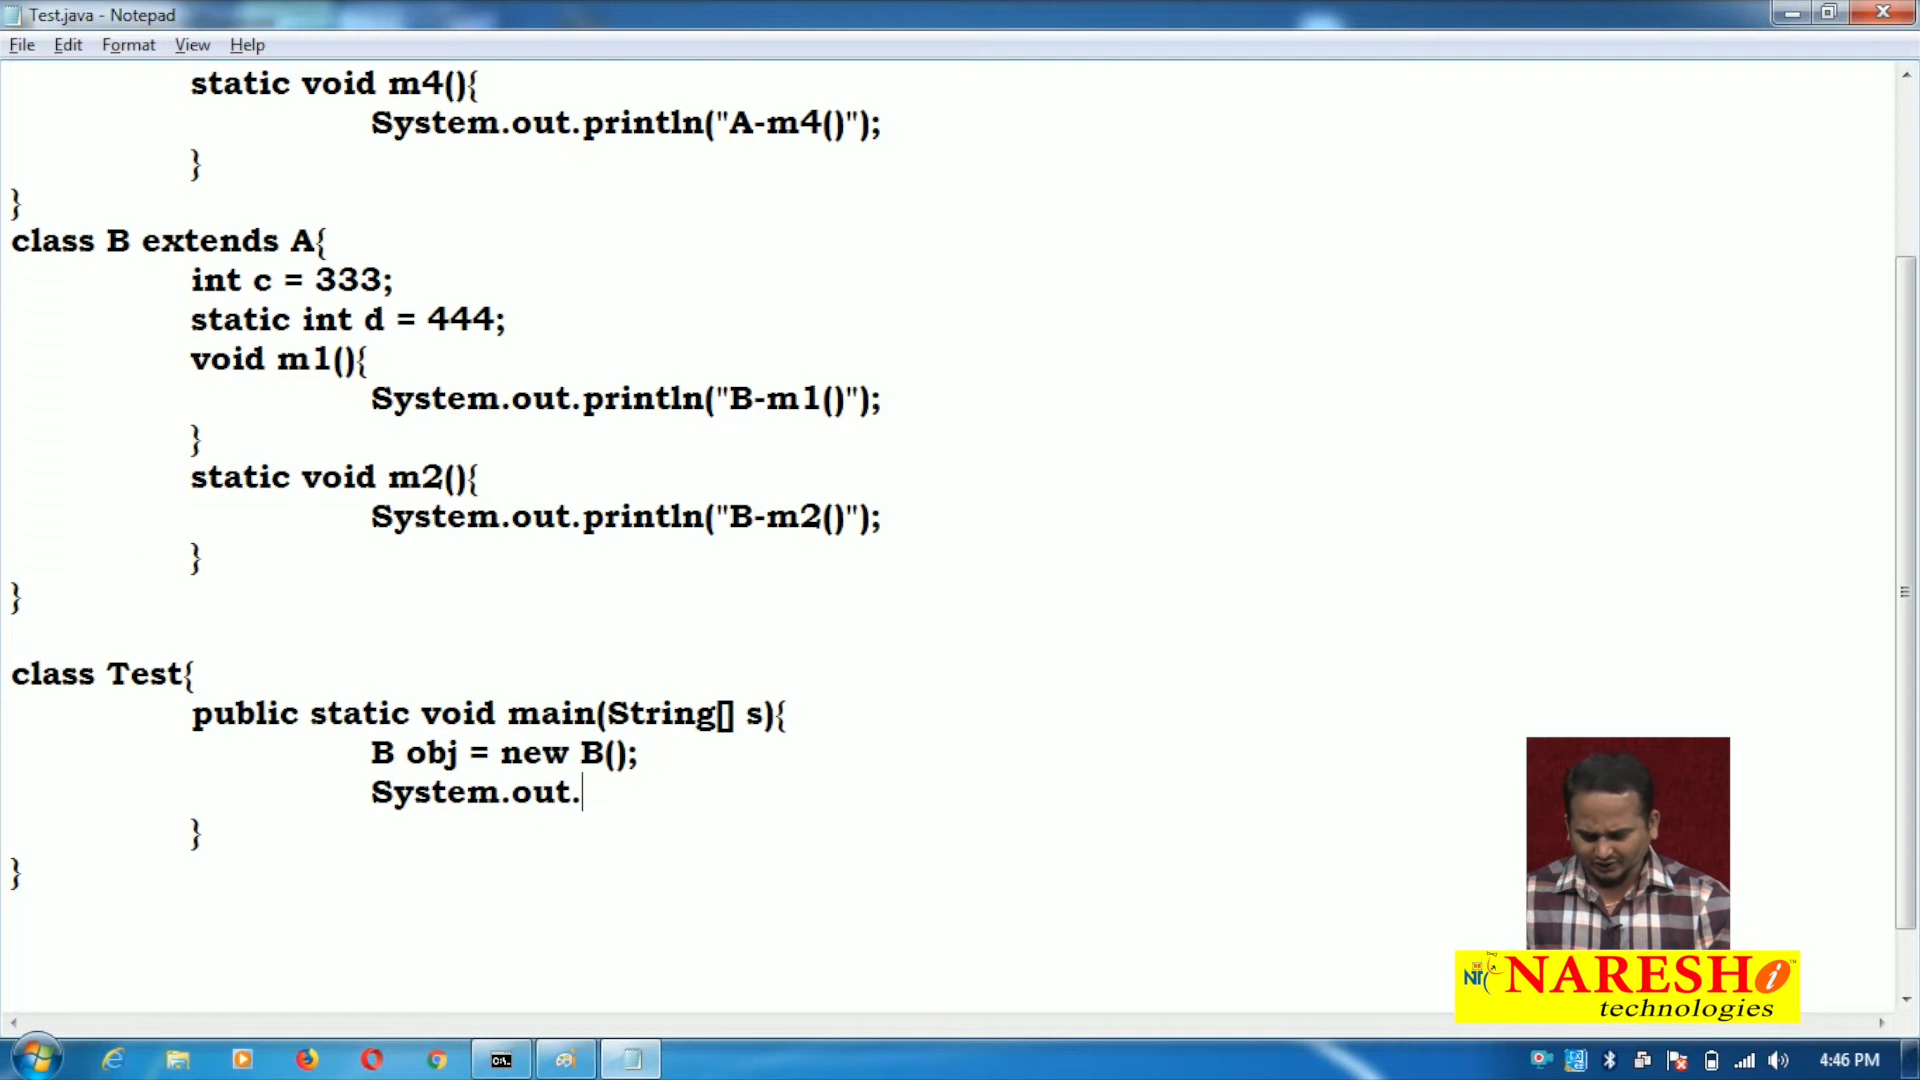 Test.java - Notepad
File Edit Format View Help
static void m4(){
System.out.println("A-m4()");
}
}
class B extends A{
int c = 333;
static int d = 444;
void m1(){
System.out.println("B-m1()");
}
static void m2(){
System.out.println("B-m2()");
}
}
class Test{
public static void main(String[] s){
B obj = new B();
System.out.
}
}
NT NARESH i
technologies
4:46 PM